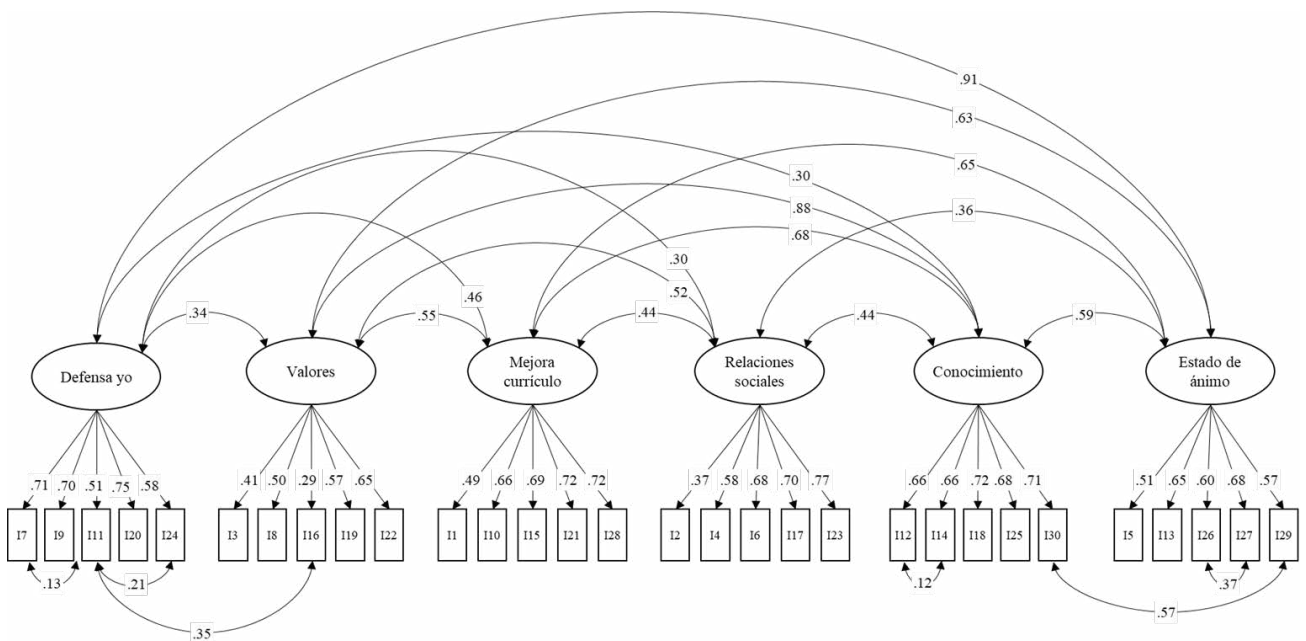 .91
.63
.65
.30
.88
.36
.68
.30
.52
.46
.34
.55
.44
.44
.59
Defensa yo
Valores
Mejora
currículo
Relaciones
sociales
Conocimiento
Estado de
ánimo
.71 .70 .51 .75 .58
.41 .50 .29 .57 .65
.49 .66 .69 .72 .72
.37 .58 .68 .70 .77
.66 .66 .72 .68 .71
.51 .65 .60 .68 .57
I7 I9 I11 I20 I24
I3 I8 I16 I19 I22
I1 I10 I15 I21 I28
I2 I4 I6 I17 I23
I12 I14 I18 I25 I30
I5 I13 I26 I27 I29
.13
.21
.12
.37
.35
.57